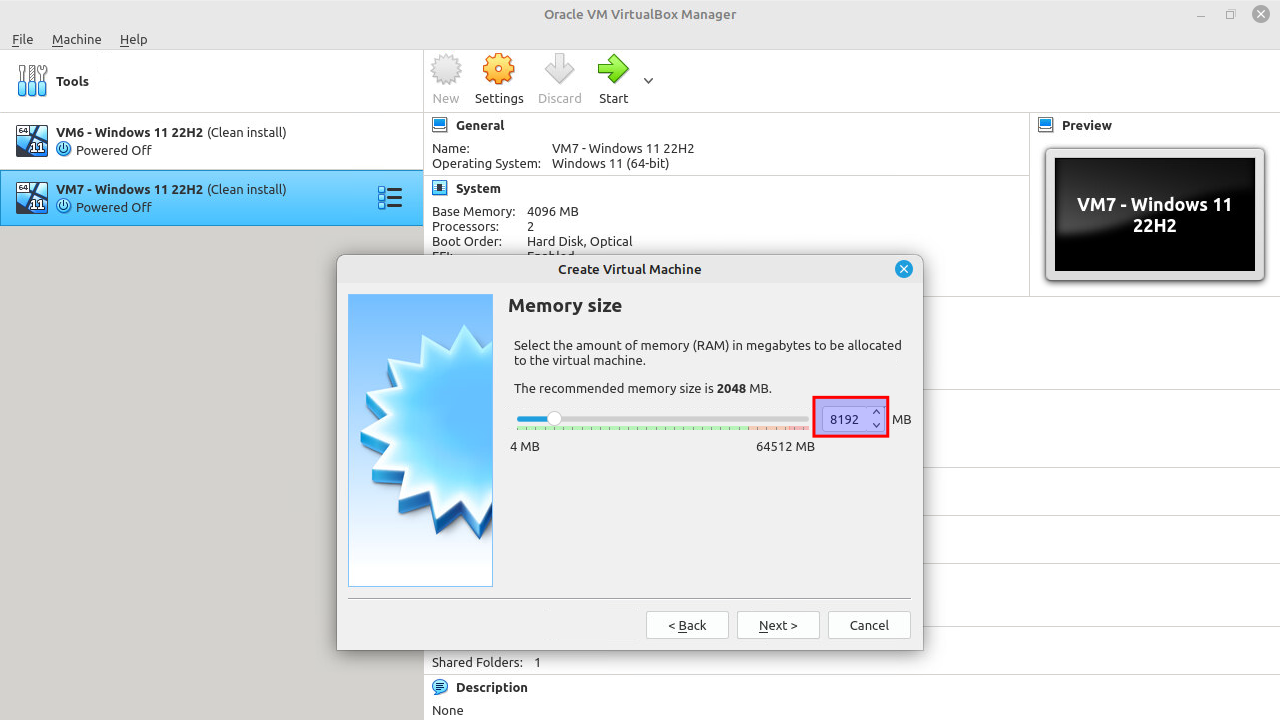 Oracle VM VirtualBox Manager
File Machine Help
Tools
New Settings Discard Start
64 11 VM6 - Windows 11 22H2 (Clean install)
Powered Off
64 11 VM7 - Windows 11 22H2 (Clean install)
Powered Off
General
Name: VM7 - Windows 11 22H2
Operating System: Windows 11 (64-bit)
System
Base Memory: 4096 MB
Processors: 2
Boot Order: Hard Disk, Optical
Preview
VM7 - Windows 11
22H2
Create Virtual Machine
Memory size
Select the amount of memory (RAM) in megabytes to be allocated
to the virtual machine.
The recommended memory size is 2048 MB.
8192 MB
4 MB 64512 MB
< Back Next > Cancel
Shared Folders: 1
Description
None